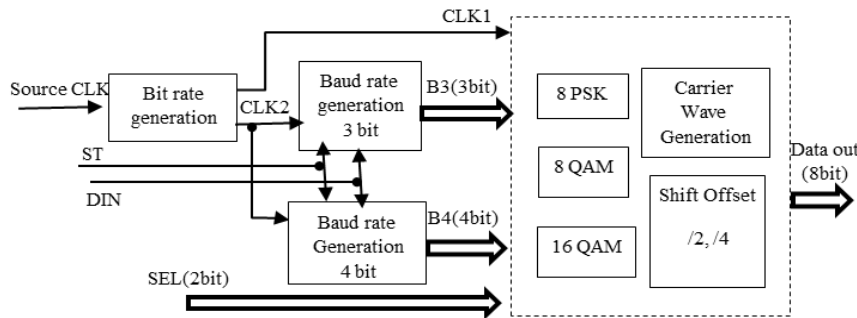 CLK1
Source CLK
Bit rate
generation
CLK2
Baud rate
generation
3 bit
B3(3bit)
8 PSK
Carrier
Wave
Generation
ST
DIN
8 QAM
Data out
(8bit)
Baud rate
Generation
4 bit
B4(4bit)
Shift Offset
/2, /4
16 QAM
SEL(2bit)